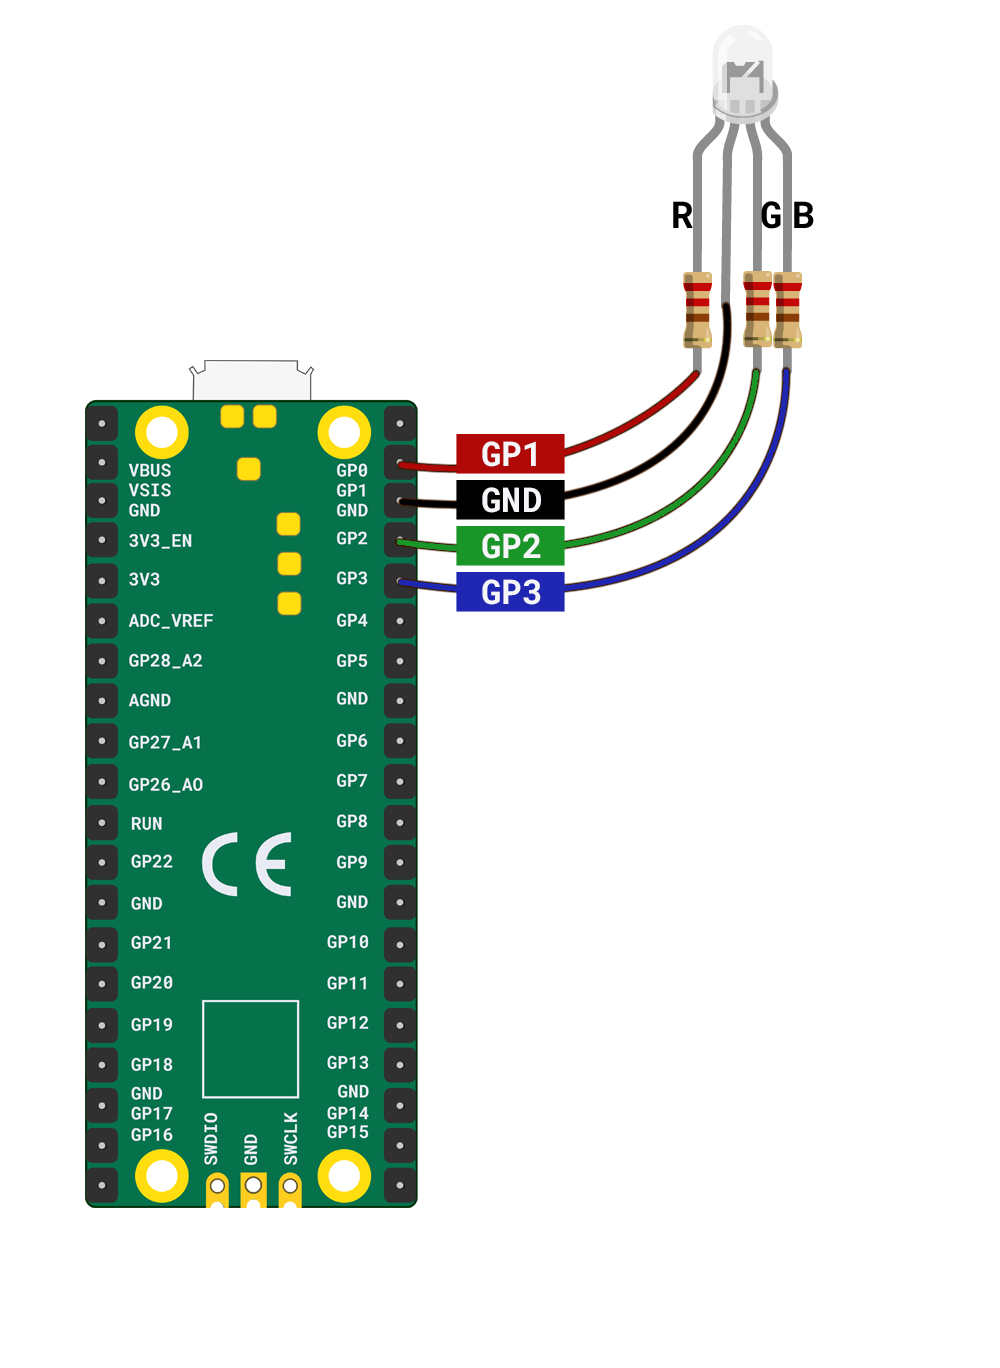 R
G
B
GP1
GND
GP2
GP3
VBUS
VSIS
GND
3V3_EN
3V3
ADC_VREF
GP28_A2
AGND
GP27_A1
GP26_AO
RUN
GP22
GND
GP21
GP20
GP19
GP18
GND
GP17
GP16
GP0
GP1
GND
GP2
GP3
GP4
GP5
GND
GP6
GP7
GP8
GP9
GND
GP10
GP11
GP12
GP13
GND
GP14
GP15
CE
SWDIO
GND
SWCLK